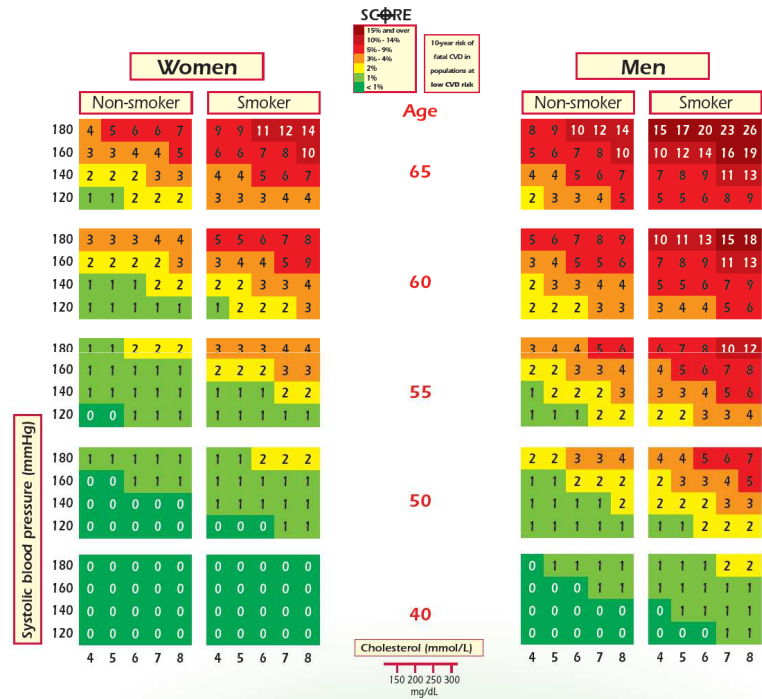 SCORE
15% and over
10% - 14%
5% - 9%
3% - 4%
2%
1%
< 1%
10-year risk of
fatal CVD in
populations at
low CVD risk
Women
Men
Non-smoker Smoker
Age
Non-smoker Smoker
180 4 5 6 6 7 9 9 11 12 14 8 9 10 12 14 15 17 20 23 26
160 3 3 4 4 5 6 6 7 8 10 5 6 7 8 10 10 12 14 16 19
65
140 2 2 2 3 3 4 4 5 6 7 4 4 5 6 7 7 8 9 11 13
120 1 1 2 2 2 3 3 3 4 4 2 3 3 4 5 5 5 6 8 9
180 3 3 3 4 4 5 5 6 7 8 5 6 7 8 9 10 11 13 15 18
160 2 2 2 2 3 3 4 4 5 9 3 4 5 5 6 7 8 9 11 13
60
140 1 1 1 2 2 2 2 3 3 4 2 3 3 4 4 5 5 6 7 9
120 1 1 1 1 1 1 2 2 2 3 2 2 2 3 3 3 4 4 5 6
180 1 1 2 2 2 3 3 3 4 4 3 4 4 5 6 6 7 8 10 12
160 1 1 1 1 1 2 2 2 3 3 2 2 3 3 4 4 5 6 7 8
55
140 1 1 1 1 1 1 1 1 2 2 1 2 2 2 3 3 3 4 5 6
120 0 0 1 1 1 1 1 1 1 1 1 1 1 2 2 2 2 3 3 4
180 1 1 1 1 1 1 1 2 2 2 2 2 3 3 4 4 4 5 6 7
160 0 0 1 1 1 1 1 1 1 1 1 1 2 2 2 2 3 3 4 5
50
140 0 0 0 0 0 1 1 1 1 1 1 1 1 1 2 2 2 2 3 3
120 0 0 0 0 0 0 0 0 1 1 1 1 1 1 1 1 1 2 2 2
180 0 0 0 0 0 0 0 0 0 0 0 1 1 1 1 1 1 1 2 2
160 0 0 0 0 0 0 0 0 0 0 0 0 0 1 1 1 1 1 1 1
40
140 0 0 0 0 0 0 0 0 0 0 0 0 0 0 0 0 1 1 1 1
120 0 0 0 0 0 0 0 0 0 0 0 0 0 0 0 0 0 0 1 1
4 5 6 7 8 4 5 6 7 8 4 5 6 7 8 4 5 6 7 8
Systolic blood pressure (mmHg)
Cholesterol (mmol/L)
150 200 250 300
mg/dL